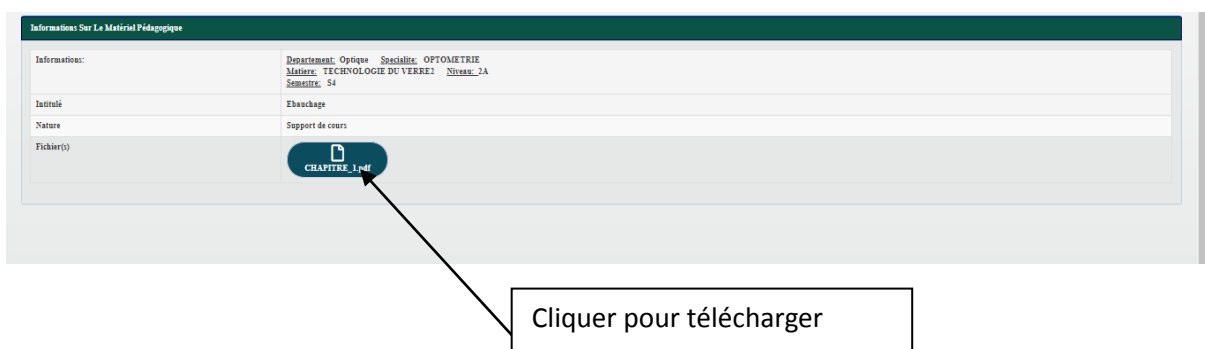 Informations Sur Le Matériel Pédagogique
Informations:
Departement: Optique Specialite: OPTOMETRIE
Matiere: TECHNOLOGIE DU VERRE2 Niveau: 2A
Semestre: S4
Intitulé Ebauchage
Nature Support de cours
Fichier(s)
CHAPITRE_1.pdf
Cliquer pour télécharger